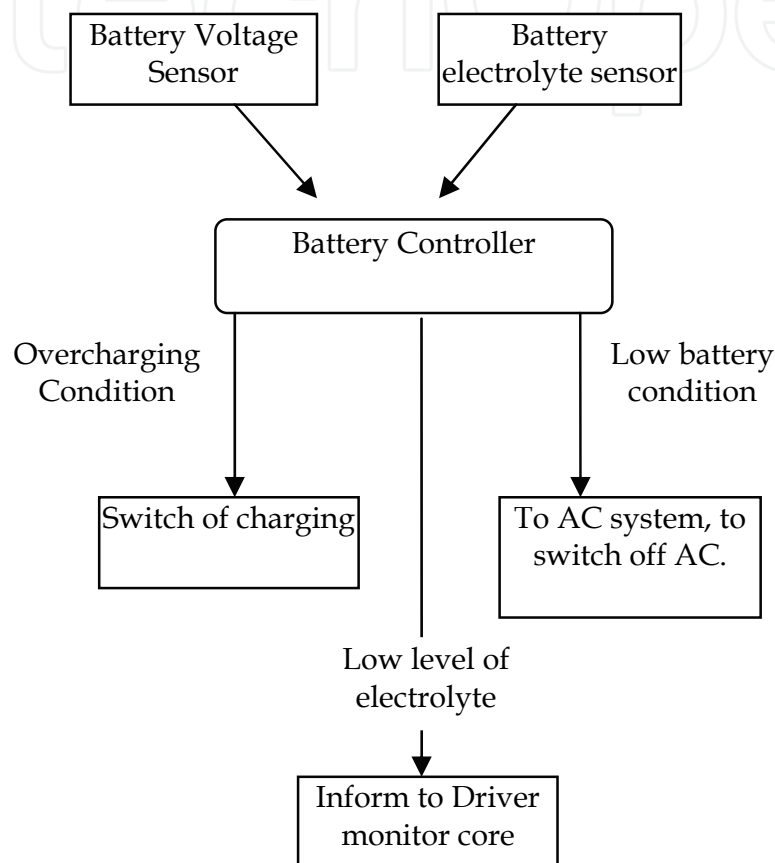 Battery Voltage
Sensor
Battery
electrolyte sensor
Battery Controller
Overcharging
Condition
Low battery
condition
Switch of charging
To AC system, to
switch off AC.
Low level of
electrolyte
Inform to Driver
monitor core